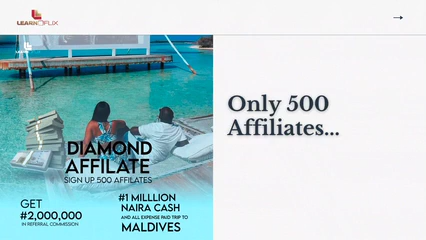 LEARNOFLIX
→
DIAMOND
AFFILIATE
SIGN UP 500 AFFILATES
GET
#2,000,000
IN REFERRAL COMMISSION
#1 MILLLION
NAIRA CASH
AND ALL EXPENSE PAID TRIP TO
MALDIVES
Only 500
Affiliates...